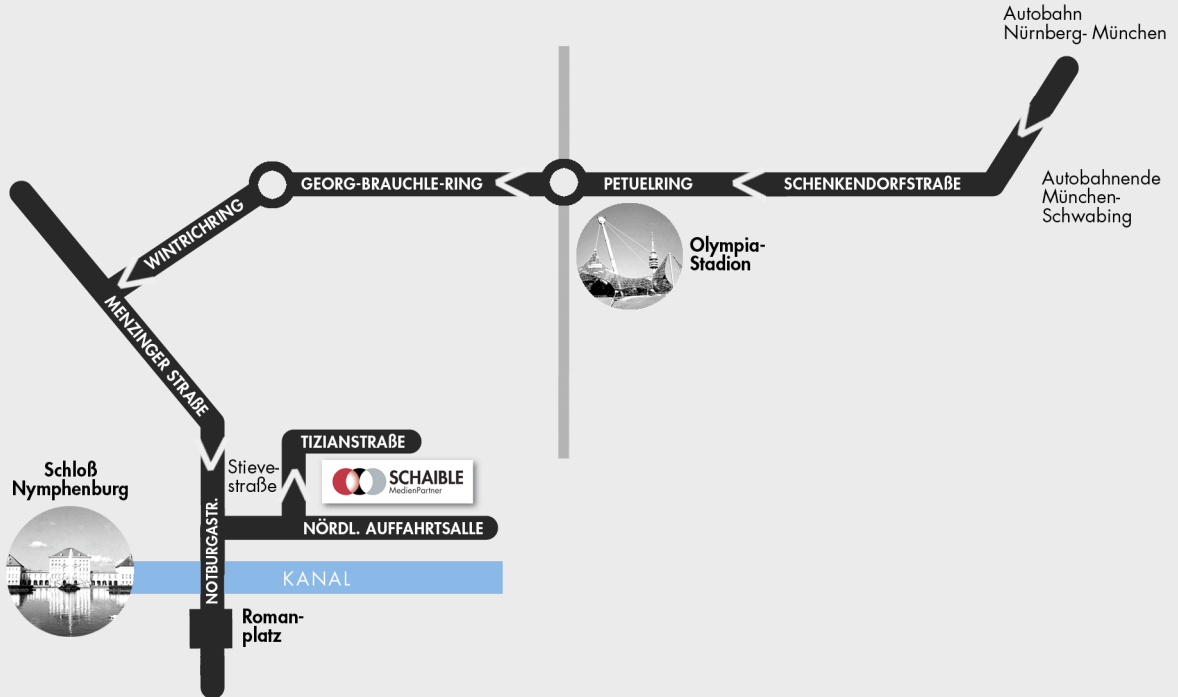 Autobahn
Nürnberg- München
GEORG-BRAUCHLE-RING
PETUELRING
SCHENKENDORFSTRAßE
Autobahnende
München-
Schwabing
WINTRICHRING
Olympia-
Stadion
MENZINGER STRAßE
TIZIANSTRAßE
Stieve-
straße
SCHAIBLE
MedienPartner
Schloß
Nymphenburg
NOTBURGASTR.
NÖRDL. AUFFAHRTSALLE
KANAL
Roman-
platz